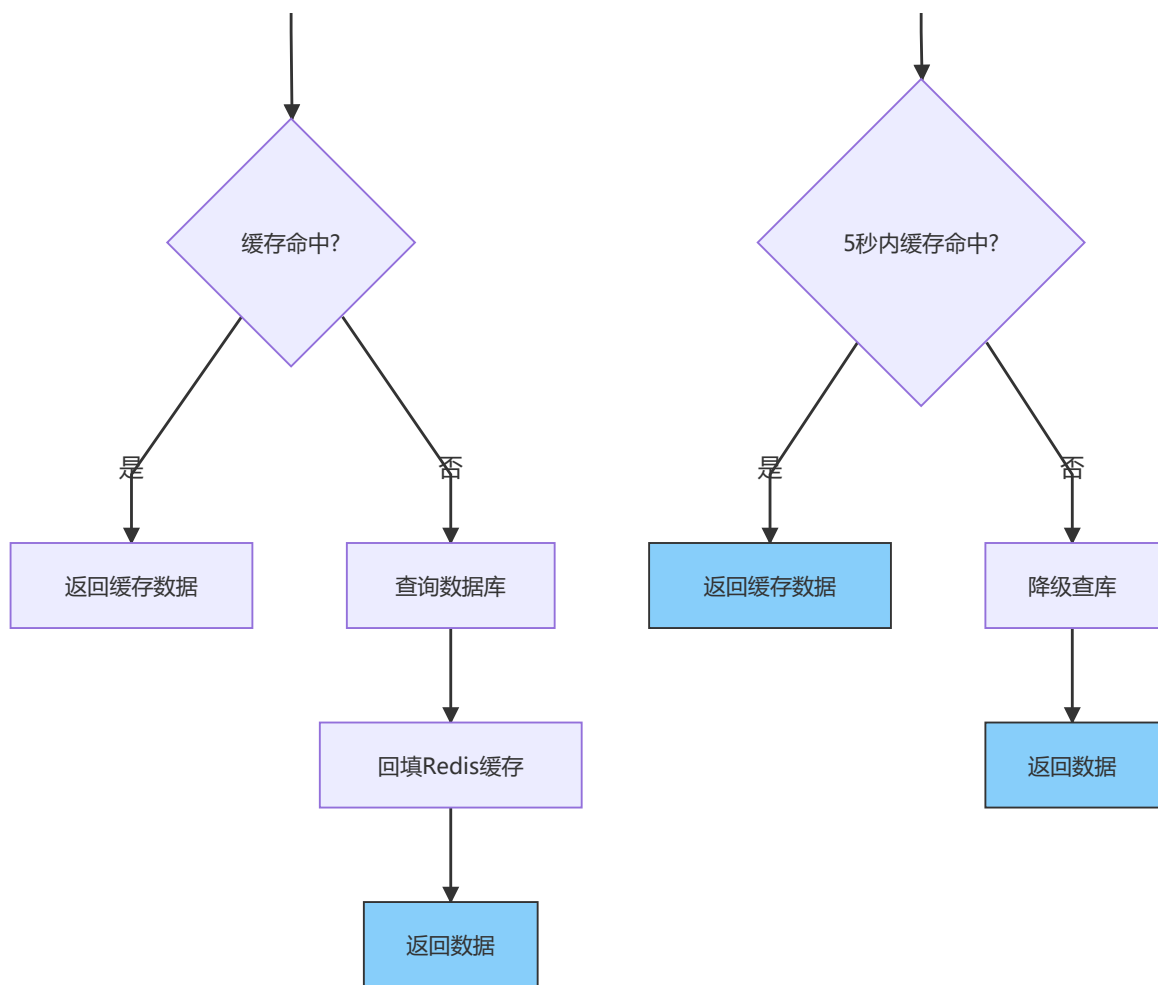 缓存命中?
5秒内缓存命中?
是
否
是
否
返回缓存数据
查询数据库
返回缓存数据
降级查库
回填Redis缓存
返回数据
返回数据